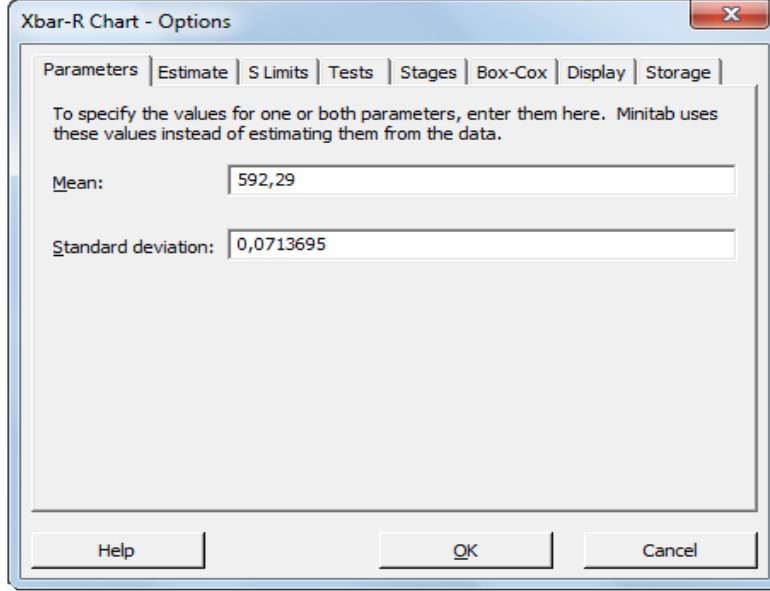 Xbar-R Chart - Options
X
Parameters Estimate S Limits Tests Stages Box-Cox Display Storage
To specify the values for one or both parameters, enter them here. Minitab uses
these values instead of estimating them from the data.
Mean: 592,29
Standard deviation: 0,0713695
Help OK Cancel